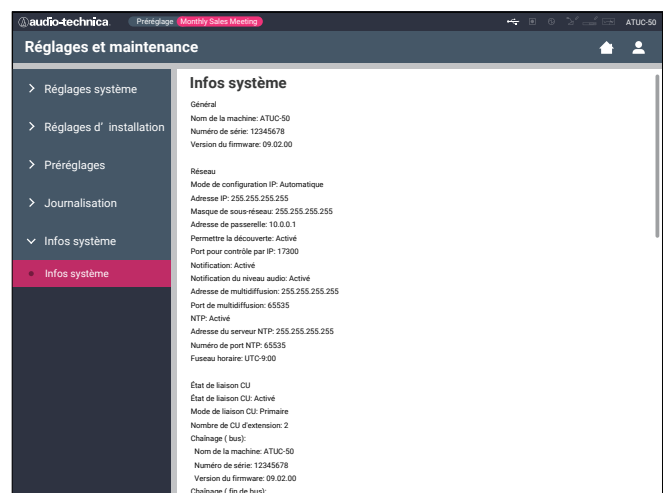 audio-technica Préréglage Monthly Sales Meeting ATUC-50
Réglages et maintenance
Réglages système
Réglages d’ installation
Préréglages
Journalisation
Infos système
Infos système
Infos système
Général
Nom de la machine: ATUC-50
Numéro de série: 12345678
Version du firmware: 09.02.00
Réseau
Mode de configuration IP: Automatique
Adresse IP: 255.255.255.255
Masque de sous-réseau: 255.255.255.255
Adresse de passerelle: 10.0.0.1
Permettre la découverte: Activé
Port pour contrôle par IP: 17300
Notification: Activé
Notification du niveau audio: Activé
Adresse de multidiffusion: 255.255.255.255
Port de multidiffusion: 65535
NTP: Activé
Adresse du serveur NTP: 255.255.255.255
Numéro de port NTP: 65535
Fuseau horaire: UTC-9:00
État de liaison CU
État de liaison CU: Activé
Mode de liaison CU: Primaire
Nombre de CU d'extension: 2
Chaînage ( bus):
Nom de la machine: ATUC-50
Numéro de série: 12345678
Version du firmware: 09.02.00
Chaînage ( fin de bus):